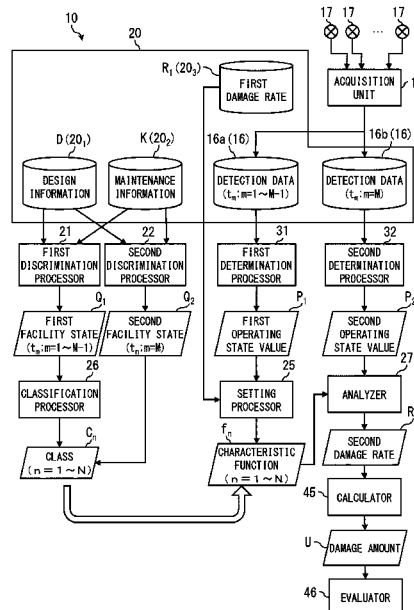 10
20
17 17 17
R1(203)
FIRST
DAMAGE RATE
ACQUISITION
UNIT
1
D(201)
K(202)
16a(16)
16b(16)
DESIGN
INFORMATION
MAINTENANCE
INFORMATION
DETECTION DATA
(tm:m=1~M-1)
DETECTION DATA
(tm:m=M)
21
22
31
32
FIRST
DISCRIMINATION
PROCESSOR
SECOND
DISCRIMINATION
PROCESSOR
FIRST
DETERMINATION
PROCESSOR
SECOND
DETERMINATION
PROCESSOR
Q1
Q2
P1
P2
FIRST
FACILITY STATE
(tm:m=1~M-1)
SECOND
FACILITY STATE
(tm:m=M)
FIRST
OPERATING
STATE VALUE
SECOND
OPERATING
STATE VALUE
26
25
27
CLASSIFICATION
PROCESSOR
SETTING
PROCESSOR
ANALYZER
Cn
fn
R
CLASS
(n=1~N)
CHARACTERISTIC
FUNCTION
(n=1~N)
SECOND
DAMAGE RATE
45
CALCULATOR
U
DAMAGE AMOUNT
46
EVALUATOR